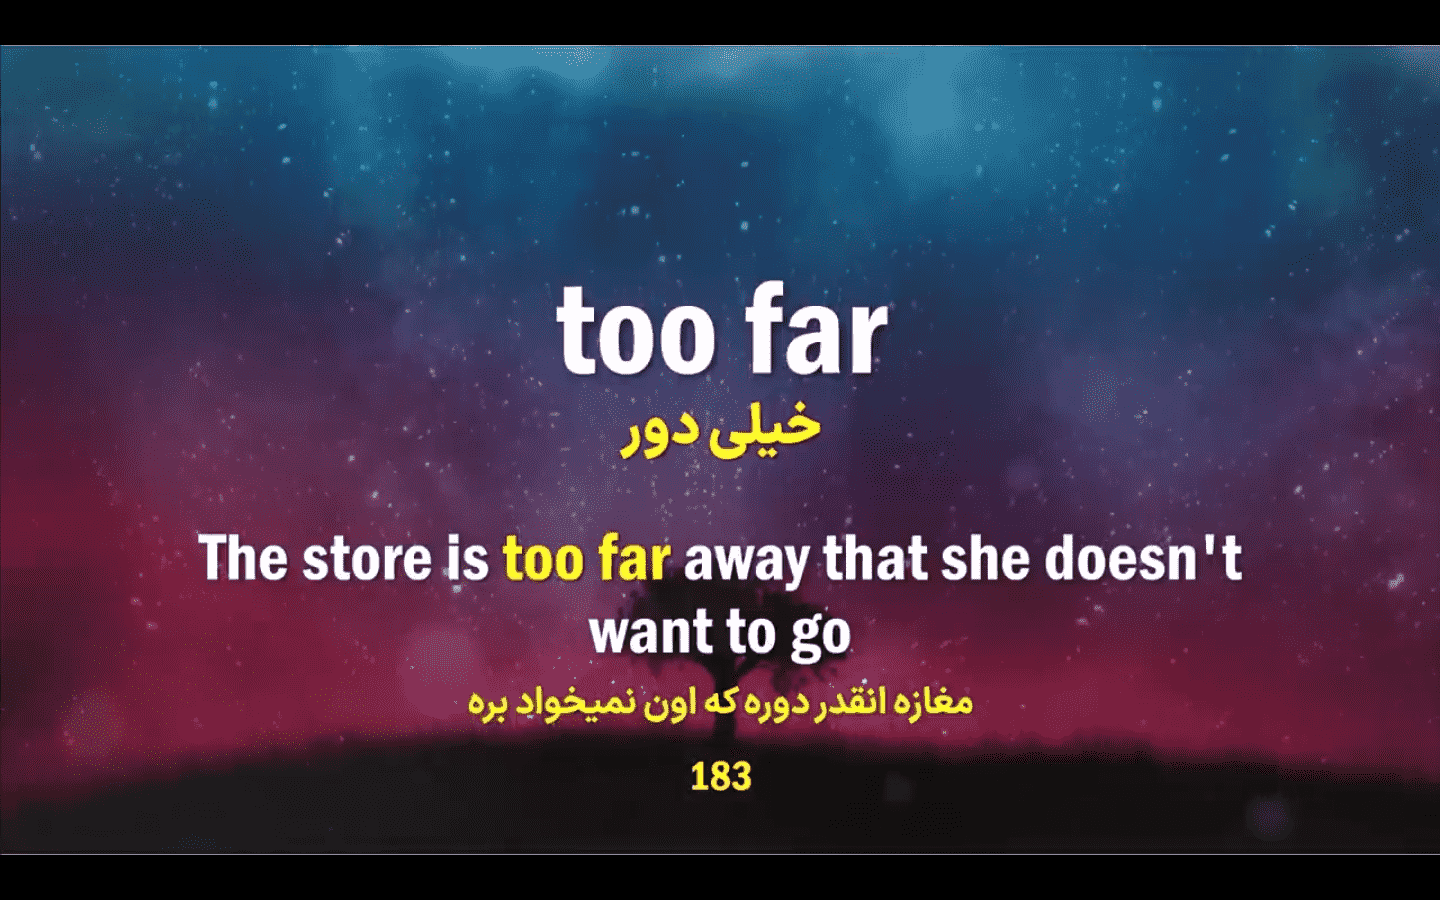 too far
خیلی دور
The store is too far away that she doesn't
want to go
مغازه انقدر دوره که اون نمیخواد بره
183